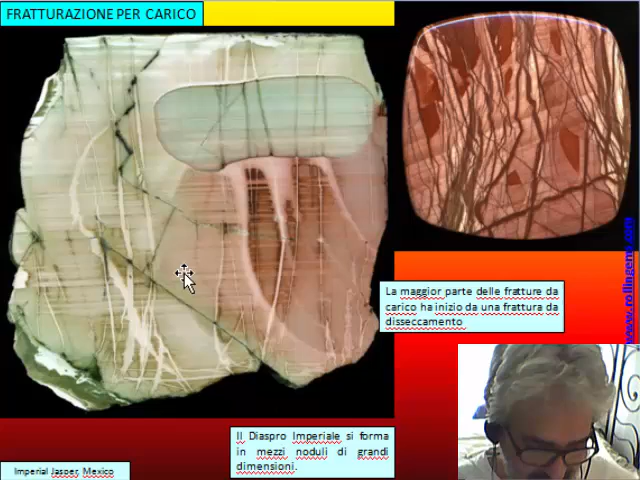 FRATTURAZIONE PER CARICO
www.rollingems.com
La maggior parte delle fratture da
carico ha inizio da una frattura da
disseccamento
Il Diaspro Imperiale si forma
in mezzi noduli di grandi
dimensioni.
Imperial Jasper, Mexico